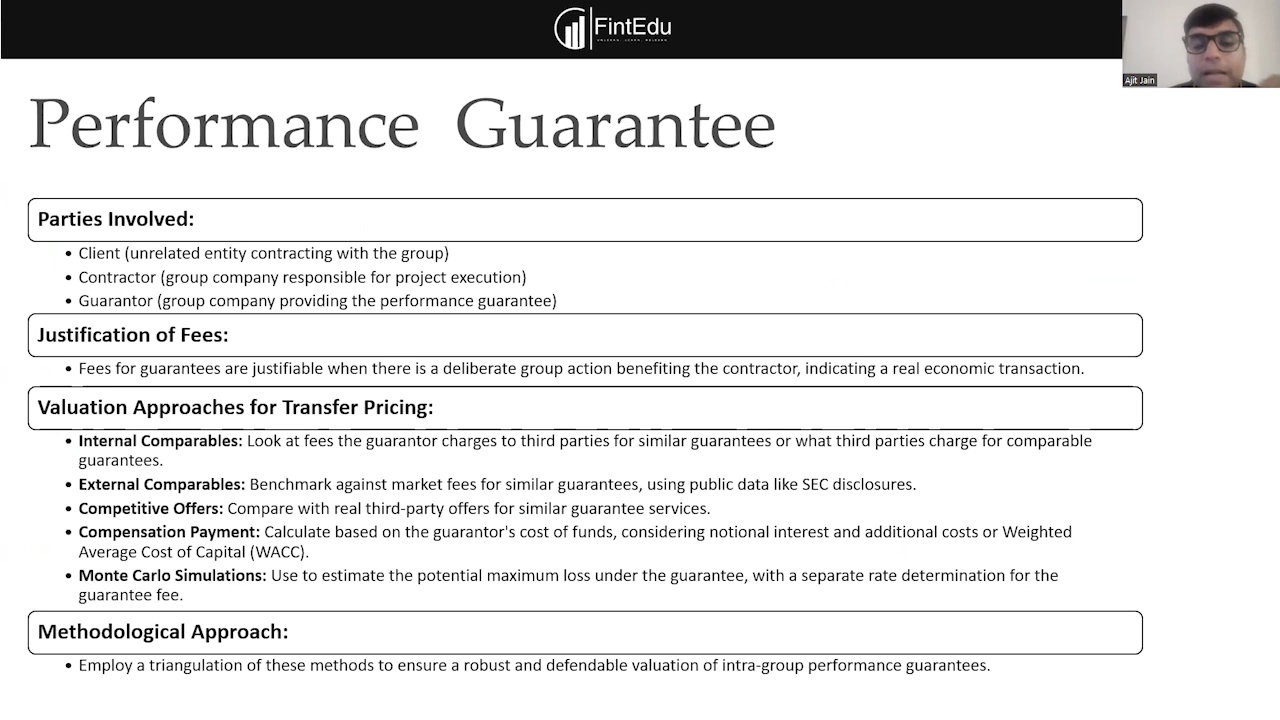 FintEdu
Ajit Jain
Performance Guarantee
Parties Involved:
• Client (unrelated entity contracting with the group)
• Contractor (group company responsible for project execution)
• Guarantor (group company providing the performance guarantee)
Justification of Fees:
• Fees for guarantees are justifiable when there is a deliberate group action benefiting the contractor, indicating a real economic transaction.
Valuation Approaches for Transfer Pricing:
• Internal Comparables: Look at fees the guarantor charges to third parties for similar guarantees or what third parties charge for comparable
guarantees.
• External Comparables: Benchmark against market fees for similar guarantees, using public data like SEC disclosures.
• Competitive Offers: Compare with real third-party offers for similar guarantee services.
• Compensation Payment: Calculate based on the guarantor's cost of funds, considering notional interest and additional costs or Weighted
Average Cost of Capital (WACC).
• Monte Carlo Simulations: Use to estimate the potential maximum loss under the guarantee, with a separate rate determination for the
guarantee fee.
Methodological Approach:
• Employ a triangulation of these methods to ensure a robust and defendable valuation of intra-group performance guarantees.